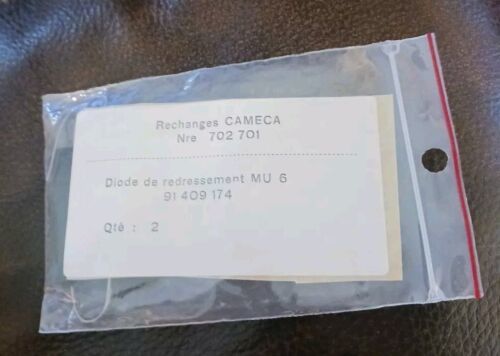 Rechanges CAMECA
Nre 702 701
Diode de redressement MU 6
91 409 174
Qté : 2